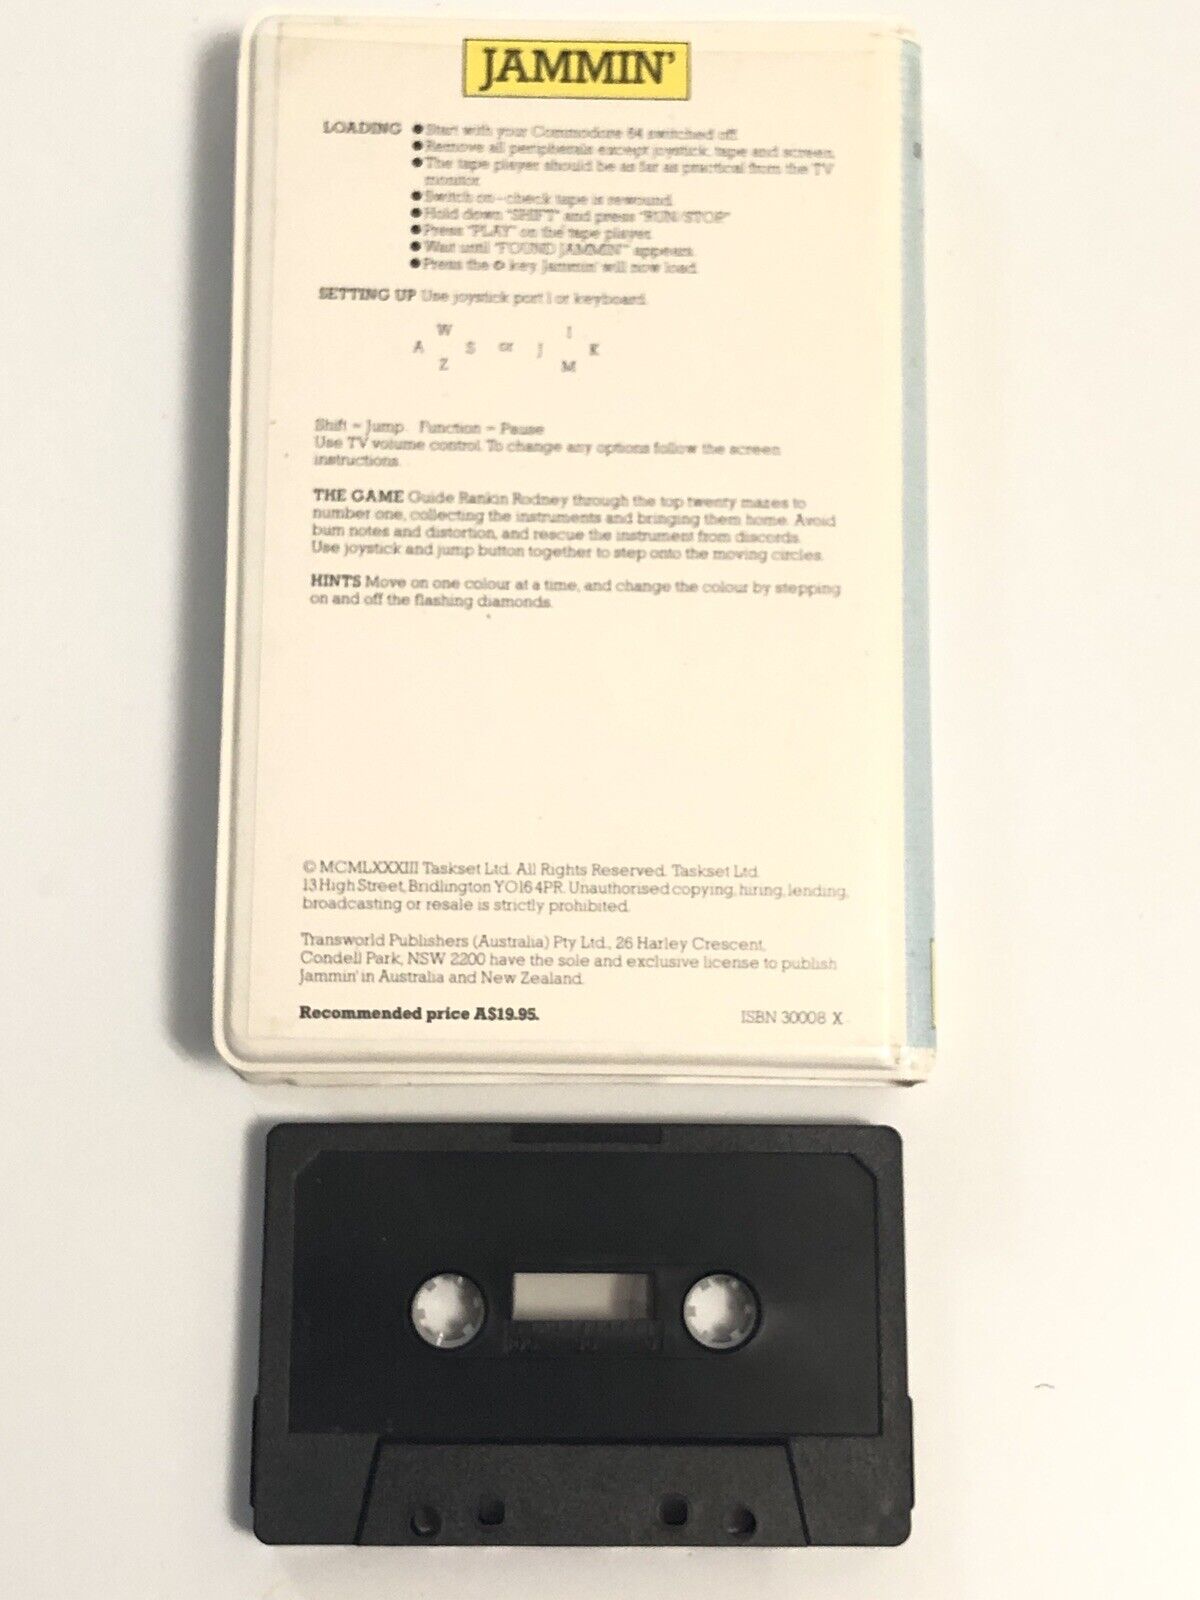 JAMMIN'
LOADING ● Start with your Commodore 64 switched off.
● Remove all peripherals except joystick, tape and screen.
● The tape player should be as far as practical from the TV
monitor.
● Switch on - check tape is rewound.
● Hold down "SHIFT" and press "RUN/STOP"
● Press "PLAY" on the tape player.
● Wait until "FOUND JAMMIN'" appears.
● Press the key Jammin' will now load.
SETTING UP Use joystick port 1 or keyboard.
W I
A S or J K
Z M
Shift = Jump. Function = Pause
Use TV volume control. To change any options follow the screen
instructions.
THE GAME Guide Rankin Rodney through the top twenty mazes to
number one, collecting the instruments and bringing them home. Avoid
bum notes and distortion, and rescue the instrument from discords.
Use joystick and jump button together to step onto the moving circles.
HINTS Move on one colour at a time, and change the colour by stepping
on and off the flashing diamonds.
© MCMLXXXIII Taskset Ltd. All Rights Reserved. Taskset Ltd.
13 High Street, Bridlington YO16 4PR. Unauthorised copying, hiring, lending,
broadcasting or resale is strictly prohibited.
Transworld Publishers (Australia) Pty Ltd., 26 Harley Crescent,
Condell Park, NSW 2200 have the sole and exclusive license to publish
Jammin' in Australia and New Zealand.
Recommended price A$19.95. ISBN 30008 X